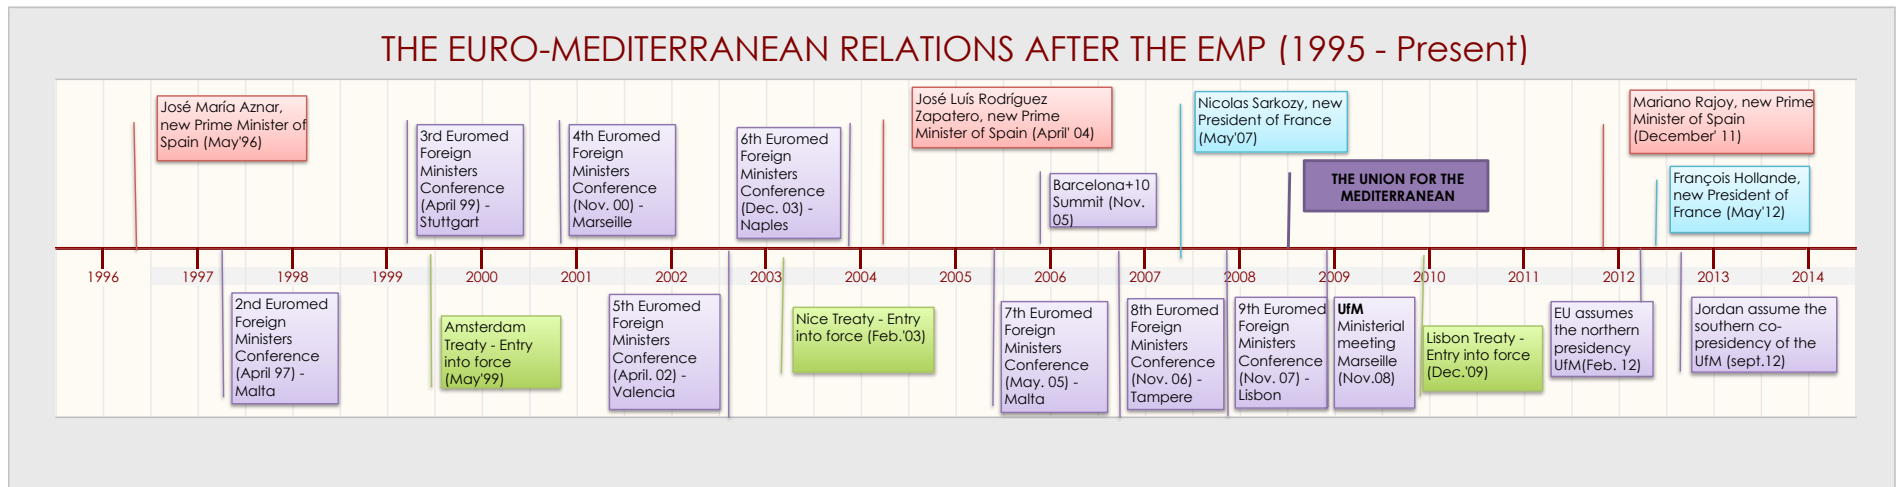 THE EURO-MEDITERRANEAN RELATIONS AFTER THE EMP (1995 - Present)
José María Aznar,
new Prime Minister of
Spain (May'96)
3rd Euromed
Foreign
Ministers
Conference
(April 99) -
Stuttgart
4th Euromed
Foreign
Ministers
Conference
(Nov. 00) -
Marseille
6th Euromed
Foreign
Ministers
Conference
(Dec. 03) -
Naples
José Luís Rodríguez
Zapatero, new Prime
Minister of Spain (April' 04)
Barcelona+10
Summit (Nov.
05)
Nicolas Sarkozy, new
President of France
(May'07)
THE UNION FOR THE
MEDITERRANEAN
Mariano Rajoy, new Prime
Minister of Spain
(December' 11)
François Hollande,
new President of
France (May'12)
1996 1997 1998 1999 2000 2001 2002 2003 2004 2005 2006 2007 2008 2009 2010 2011 2012 2013 2014
2nd Euromed
Foreign
Ministers
Conference
(April 97) -
Malta
Amsterdam
Treaty - Entry
into force
(May'99)
5th Euromed
Foreign
Ministers
Conference
(April. 02) -
Valencia
Nice Treaty - Entry
into force (Feb.'03)
7th Euromed
Foreign
Ministers
Conference
(May. 05) -
Malta
8th Euromed
Foreign
Ministers
Conference
(Nov. 06) -
Tampere
9th Euromed
Foreign
Ministers
Conference
(Nov. 07) -
Lisbon
UfM
Ministerial
meeting
Marseille
(Nov.08)
Lisbon Treaty -
Entry into force
(Dec.'09)
EU assumes
the northern
presidency
UfM(Feb. 12)
Jordan assume the
southern co-
presidency of the
UfM (sept.12)